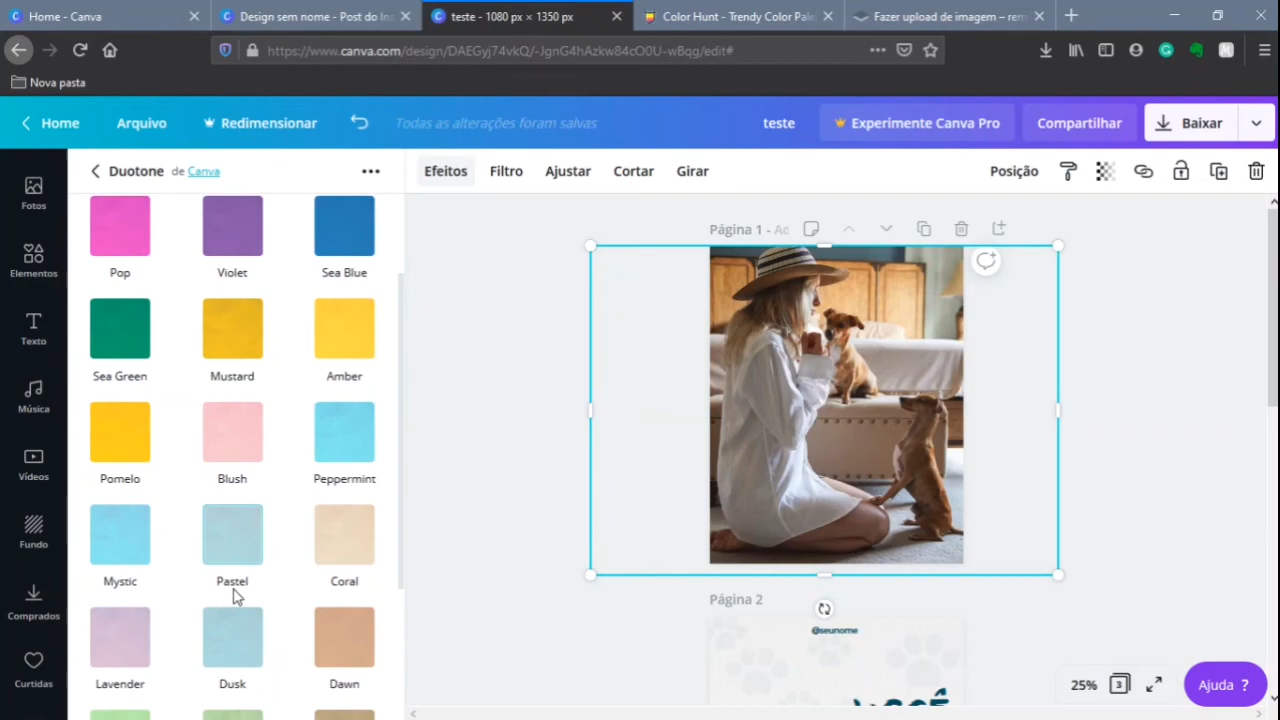 Home – Canva
Design sem nome - Post do In
teste - 1080 px × 1350 px
Color Hunt - Trendy Color Pale
Fazer upload de imagem – rem
https://www.canva.com/design/DAEGyj74vkQ/-JgnG4hAzkw84cO0U-wBqg/edit#
Nova pasta
Home
Arquivo
Redimensionar
Todas as alterações foram salvas
teste
Experimente Canva Pro
Compartilhar
Baixar
Fotos
Elementos
Texto
Música
Vídeos
Fundo
Comprados
Curtidas
Duotone de Canva
Efeitos
Filtro
Ajustar
Cortar
Girar
Posição
Pop
Violet
Sea Blue
Sea Green
Mustard
Amber
Pomelo
Blush
Peppermint
Mystic
Pastel
Coral
Lavender
Dusk
Dawn
Página 1 - Ad
Página 2
@seunome
VOCÊ
25%
3
Ajuda ?